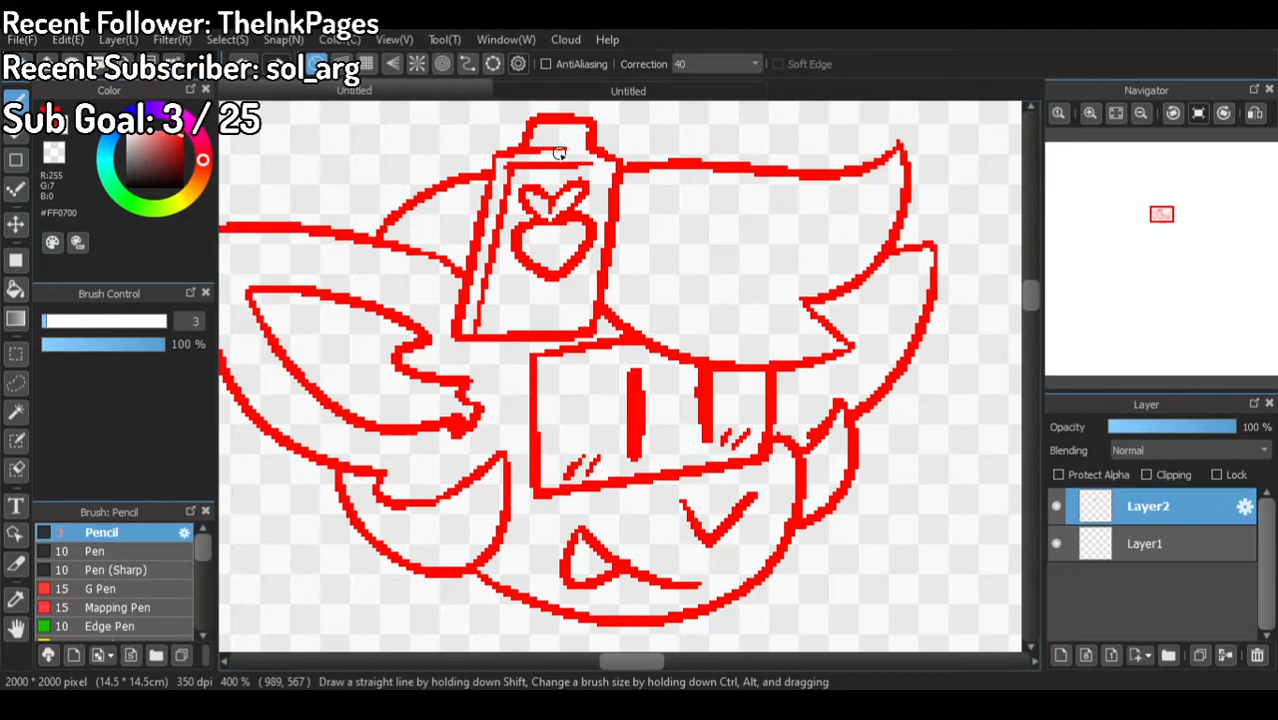 Recent Follower: TheInkPages
File(F) Edit(E) Layer(L) Filter(R) Select(S) Snap(N) Color(C) View(V) Tool(T) Window(W) Cloud Help
Recent Subscriber: sol_arg
AntiAliasing Correction 40 Soft Edge
Sub Goal: 3 / 25
Color
Untitled
Untitled
Navigator
R:255
G:7
B:0
#FF0700
Brush Control
3
100 %
Layer
Opacity 100 %
Blending Normal
Protect Alpha Clipping Lock
Layer2
Layer1
Brush: Pencil
3 Pencil
10 Pen
10 Pen (Sharp)
15 G Pen
15 Mapping Pen
10 Edge Pen
2000 * 2000 pixel (14.5 * 14.5cm) 350 dpi 400 % ( 989, 567 ) Draw a straight line by holding down Shift, Change a brush size by holding down Ctrl, Alt, and dragging